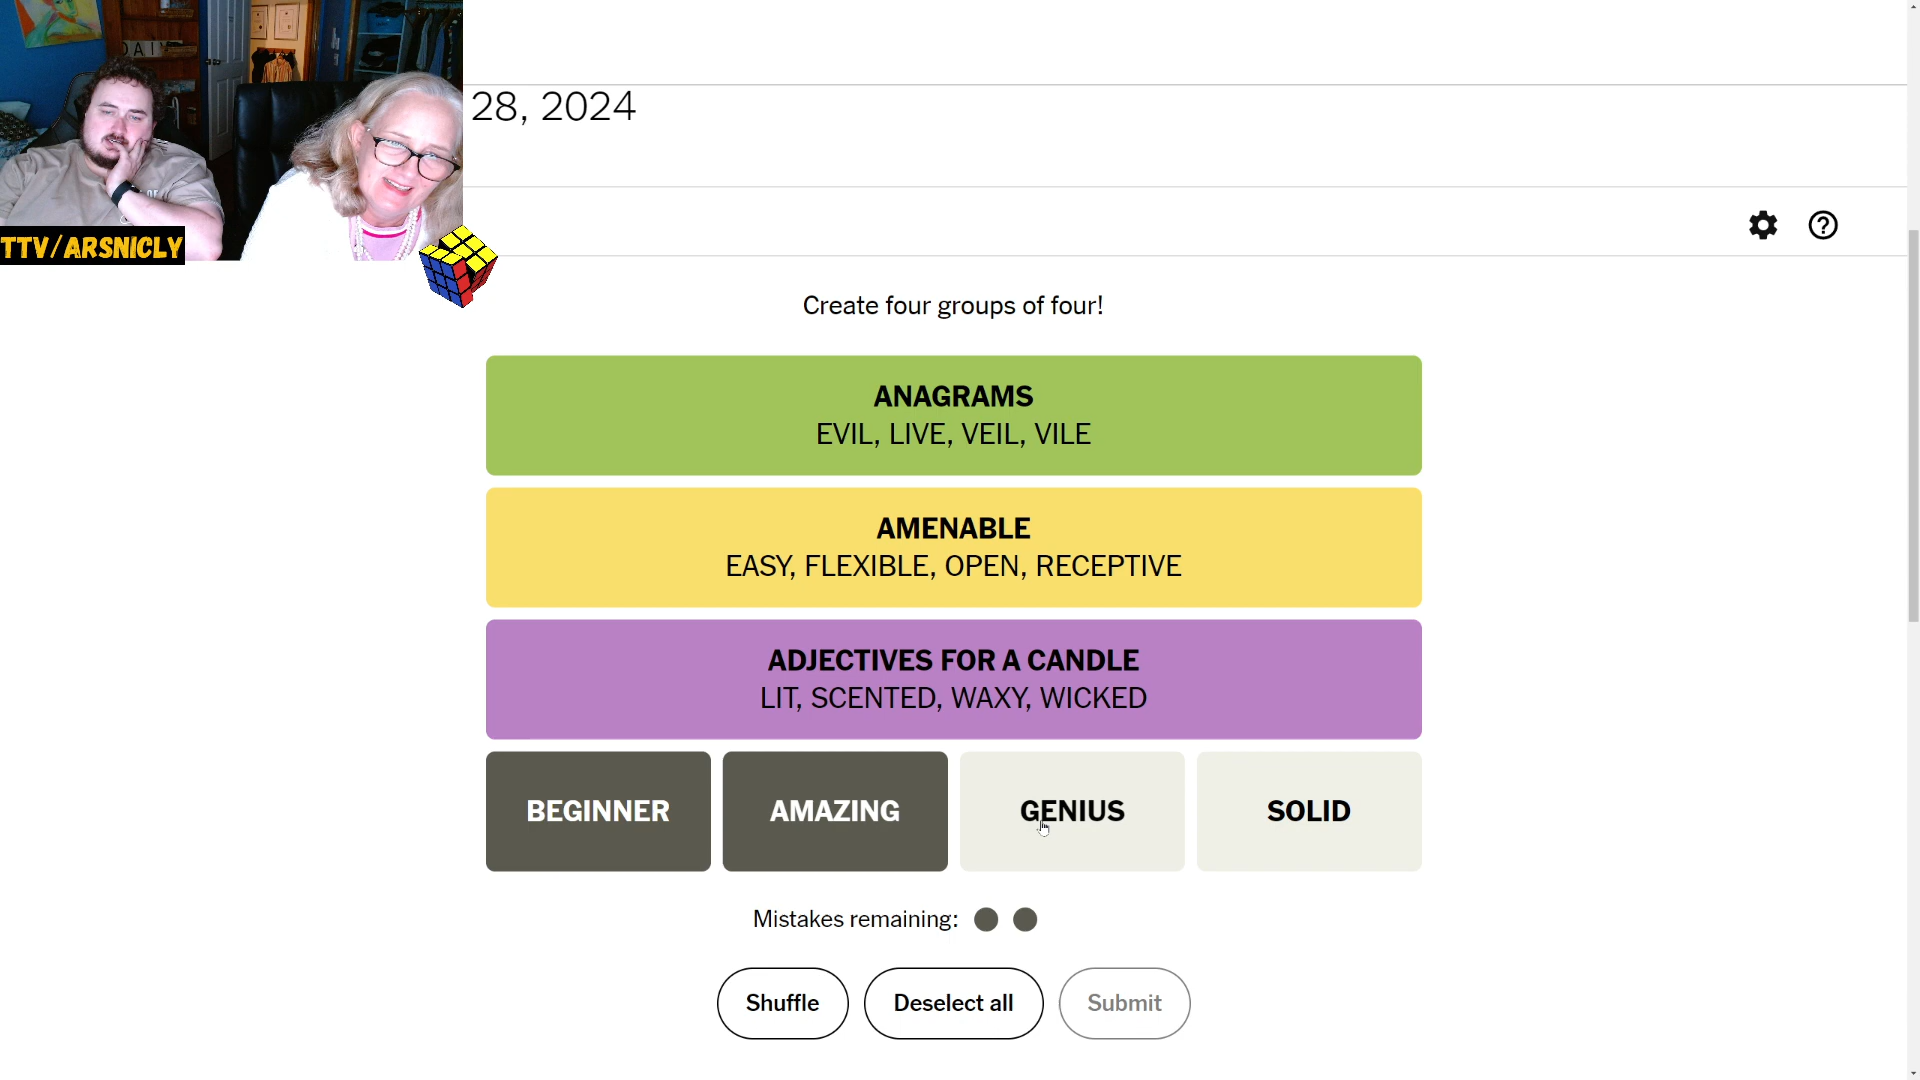 DAI
28, 2024
TTV/ARSNICLY
Create four groups of four!
ANAGRAMS
EVIL, LIVE, VEIL, VILE
AMENABLE
EASY, FLEXIBLE, OPEN, RECEPTIVE
ADJECTIVES FOR A CANDLE
LIT, SCENTED, WAXY, WICKED
BEGINNER
AMAZING
GENIUS
SOLID
Mistakes remaining:
Shuffle
Deselect all
Submit